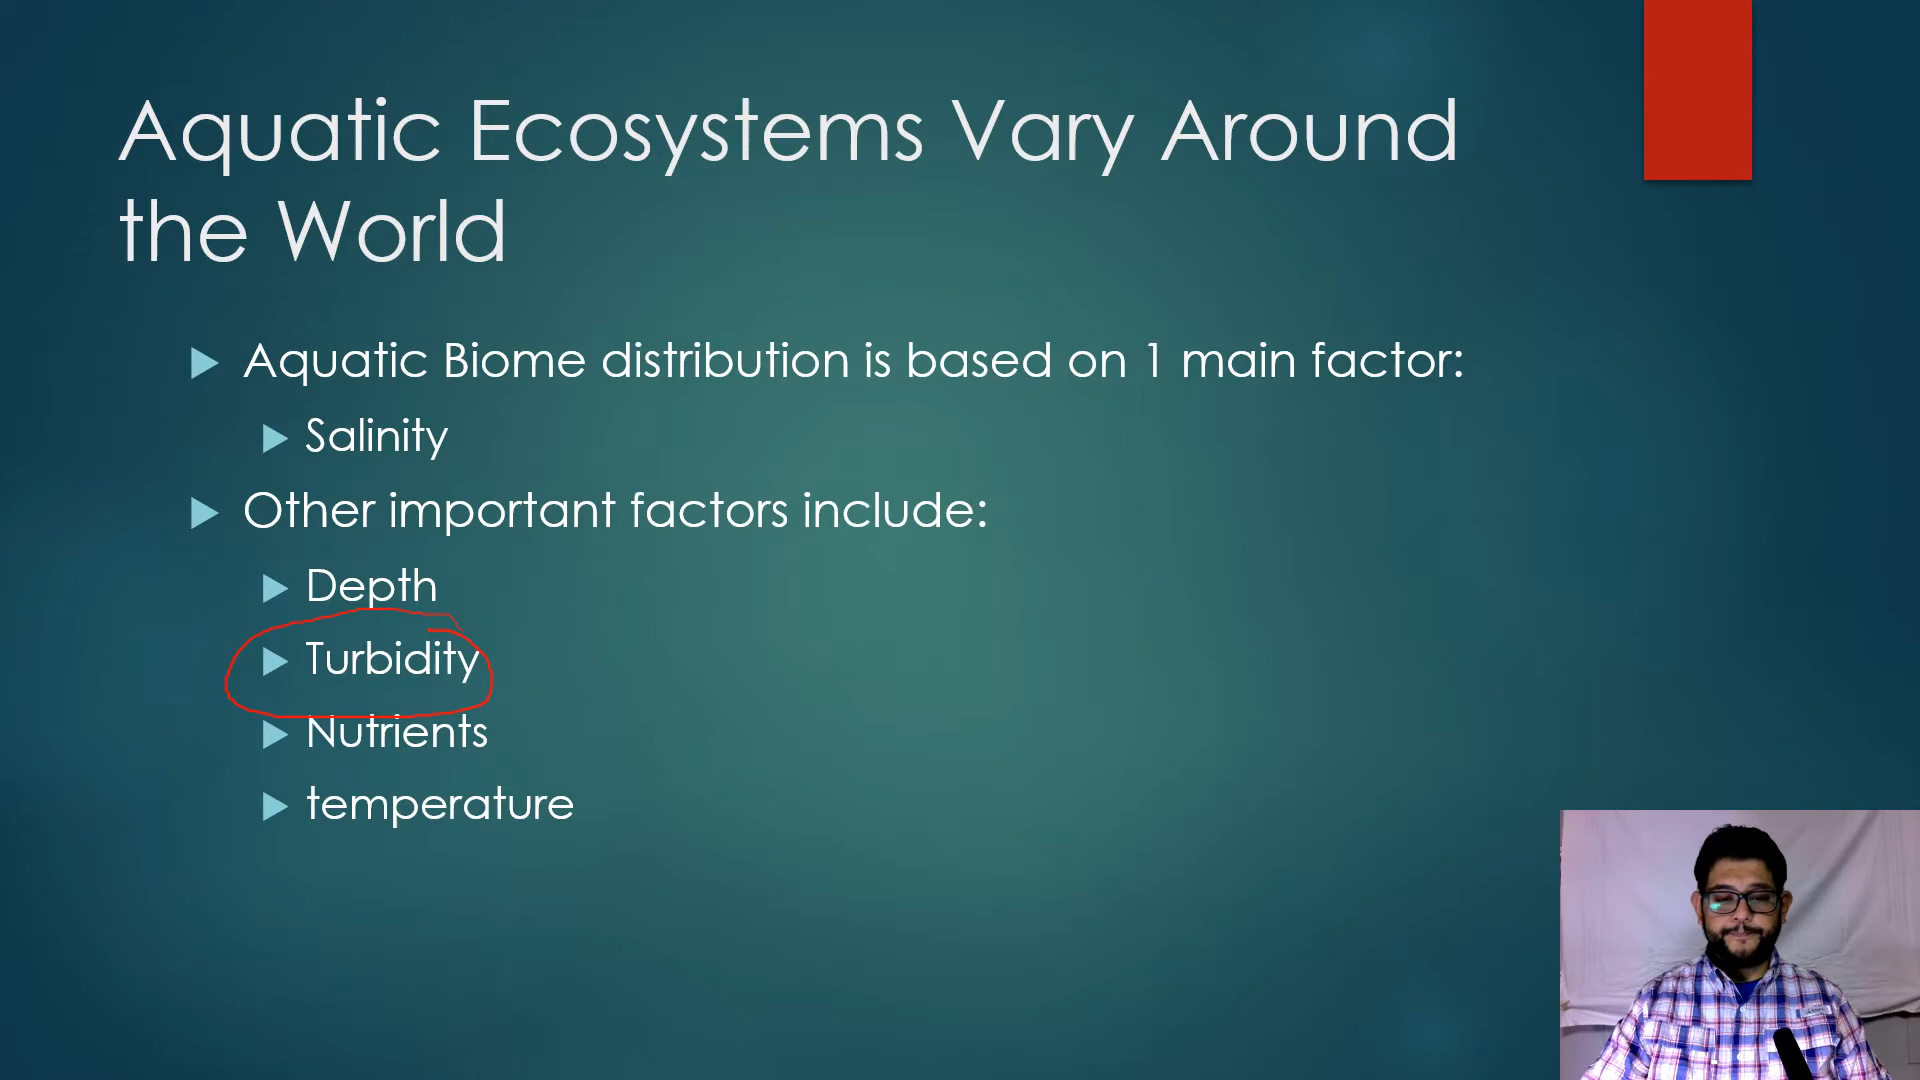 Aquatic Ecosystems Vary Around
the World
Aquatic Biome distribution is based on 1 main factor:
Salinity
Other important factors include:
Depth
Turbidity
Nutrients
temperature